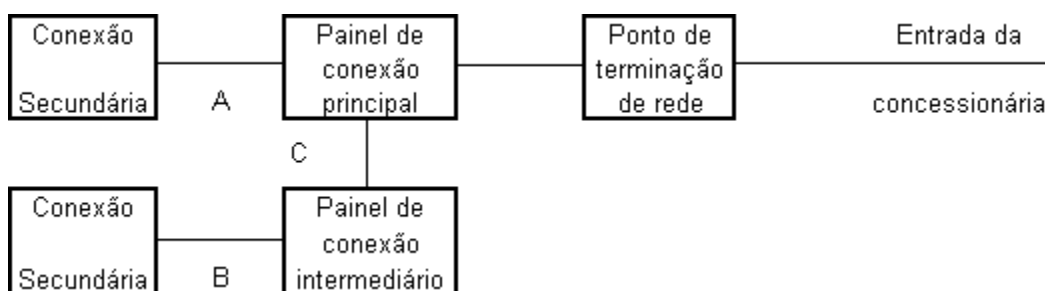 Conexão
Secundária
A
Painel de
conexão
principal
Ponto de
terminação
de rede
Entrada da
concessionária
C
Conexão
Secundária
B
Painel de
conexão
intermediário